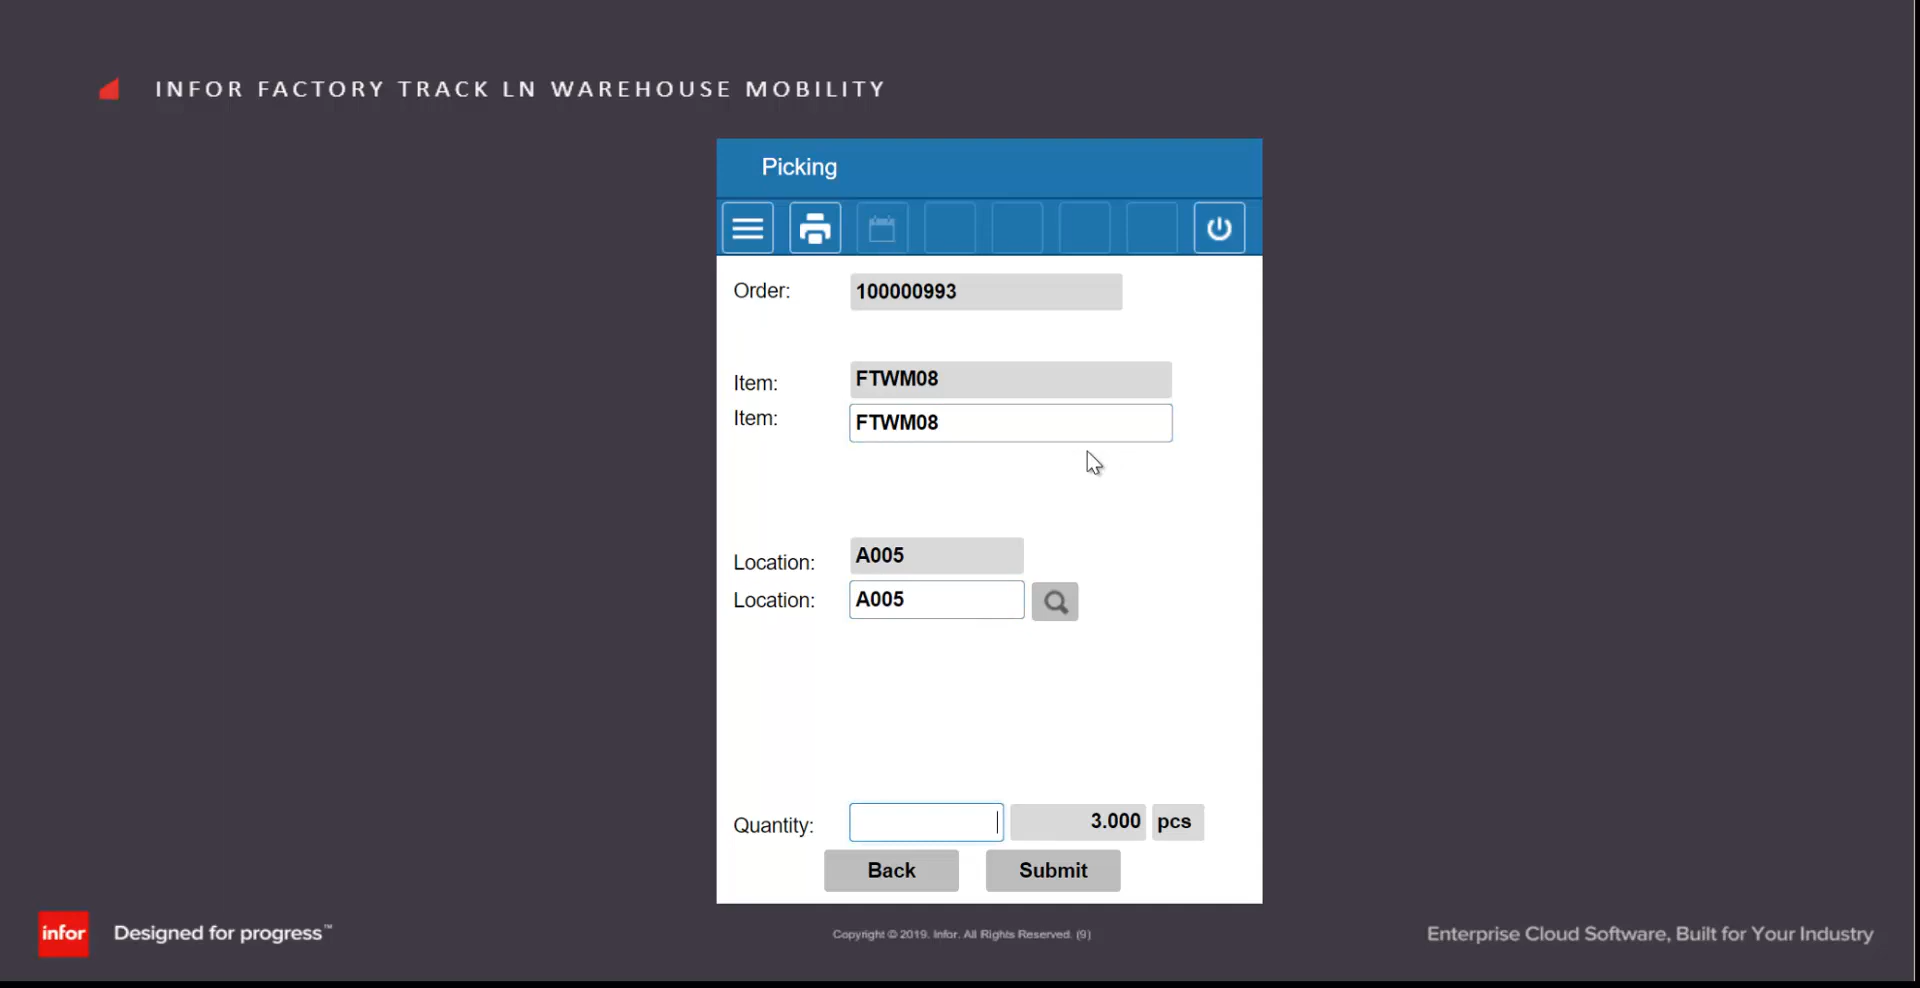 INFOR FACTORY TRACK LN WAREHOUSE MOBILITY
Picking
Order: 100000993
Item: FTWM08
Item: FTWM08
Location: A005
Location: A005
Quantity: 3.000 pcs
Back Submit
infor Designed for progress™ Copyright © 2019. Infor. All Rights Reserved. (9) Enterprise Cloud Software, Built for Your Industry